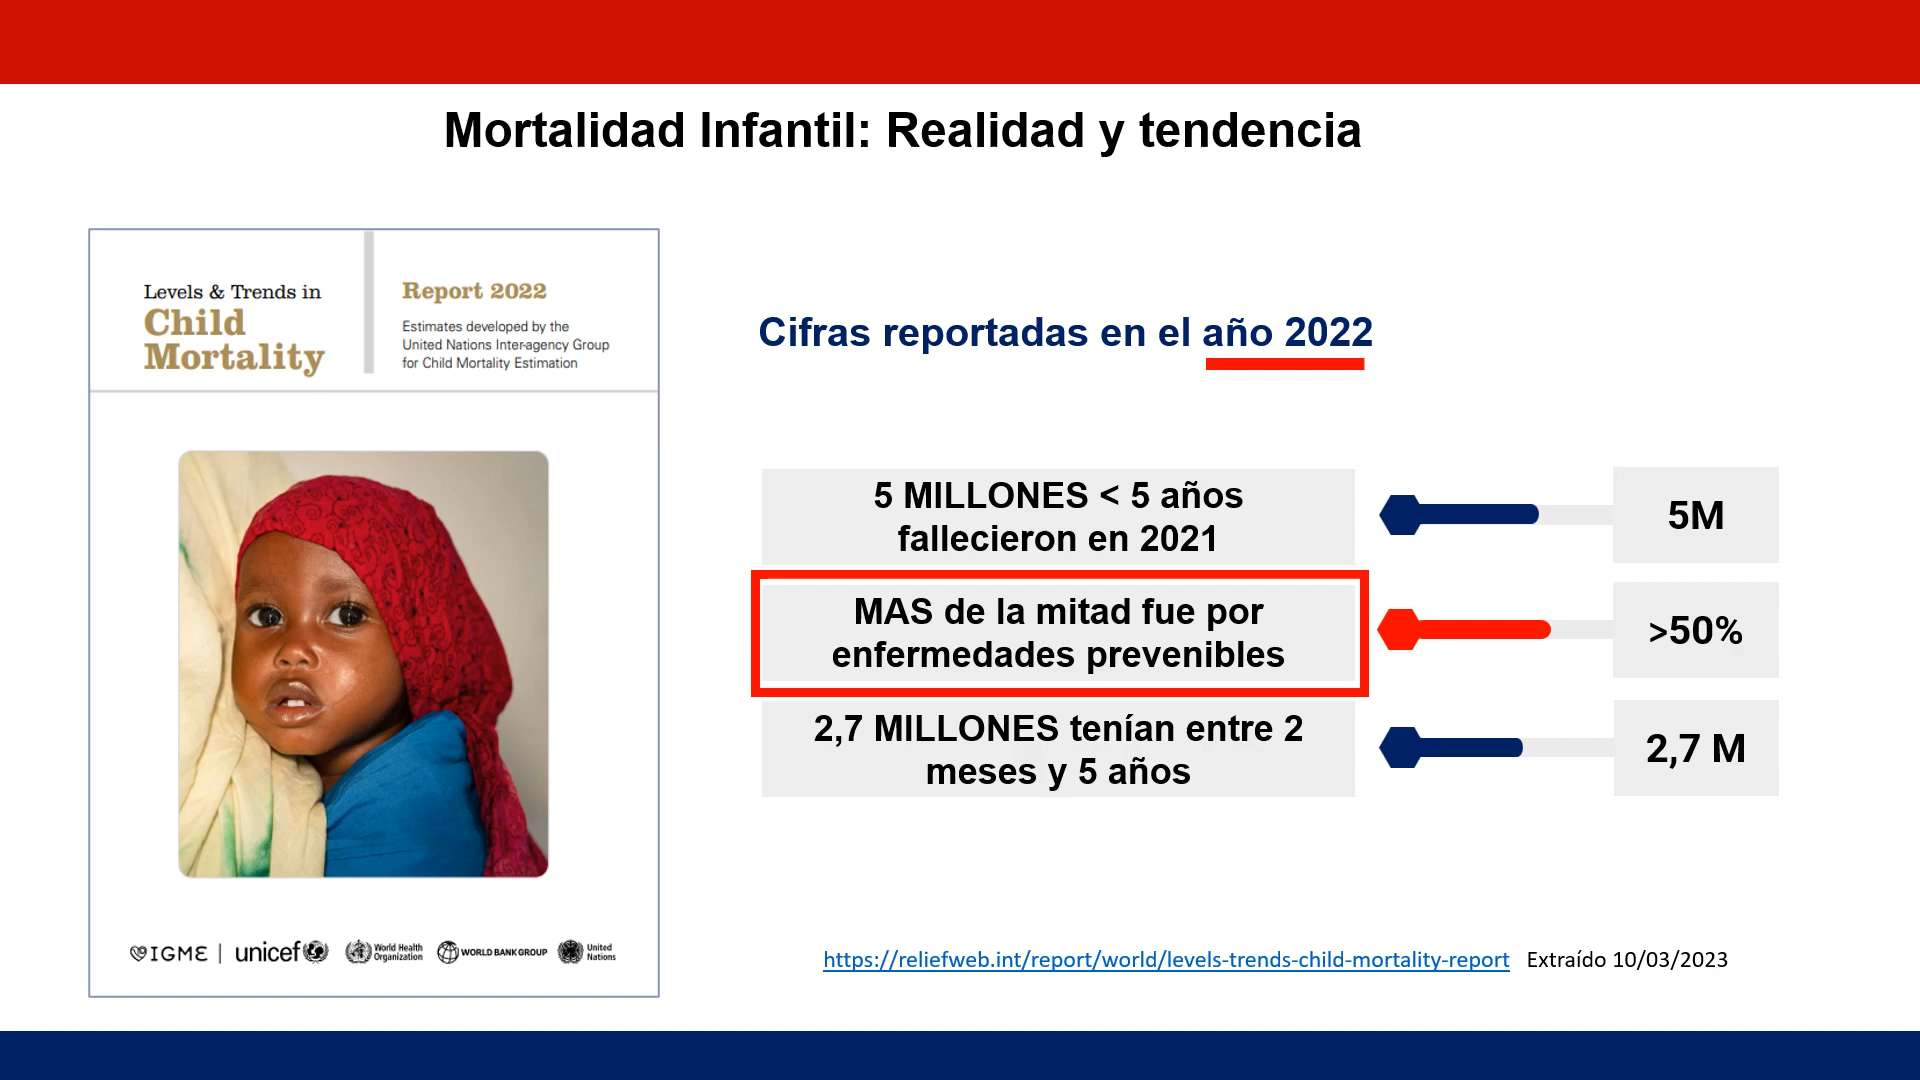 Mortalidad Infantil: Realidad y tendencia
Levels & Trends in
Child
Mortality
Report 2022
Estimates developed by the
United Nations Inter-agency Group
for Child Mortality Estimation
IGME
unicef
World Health
Organization
WORLD BANK GROUP
United
Nations
Cifras reportadas en el año 2022
5 MILLONES < 5 años
fallecieron en 2021
5M
MAS de la mitad fue por
enfermedades prevenibles
>50%
2,7 MILLONES tenían entre 2
meses y 5 años
2,7 M
https://reliefweb.int/report/world/levels-trends-child-mortality-report Extraído 10/03/2023